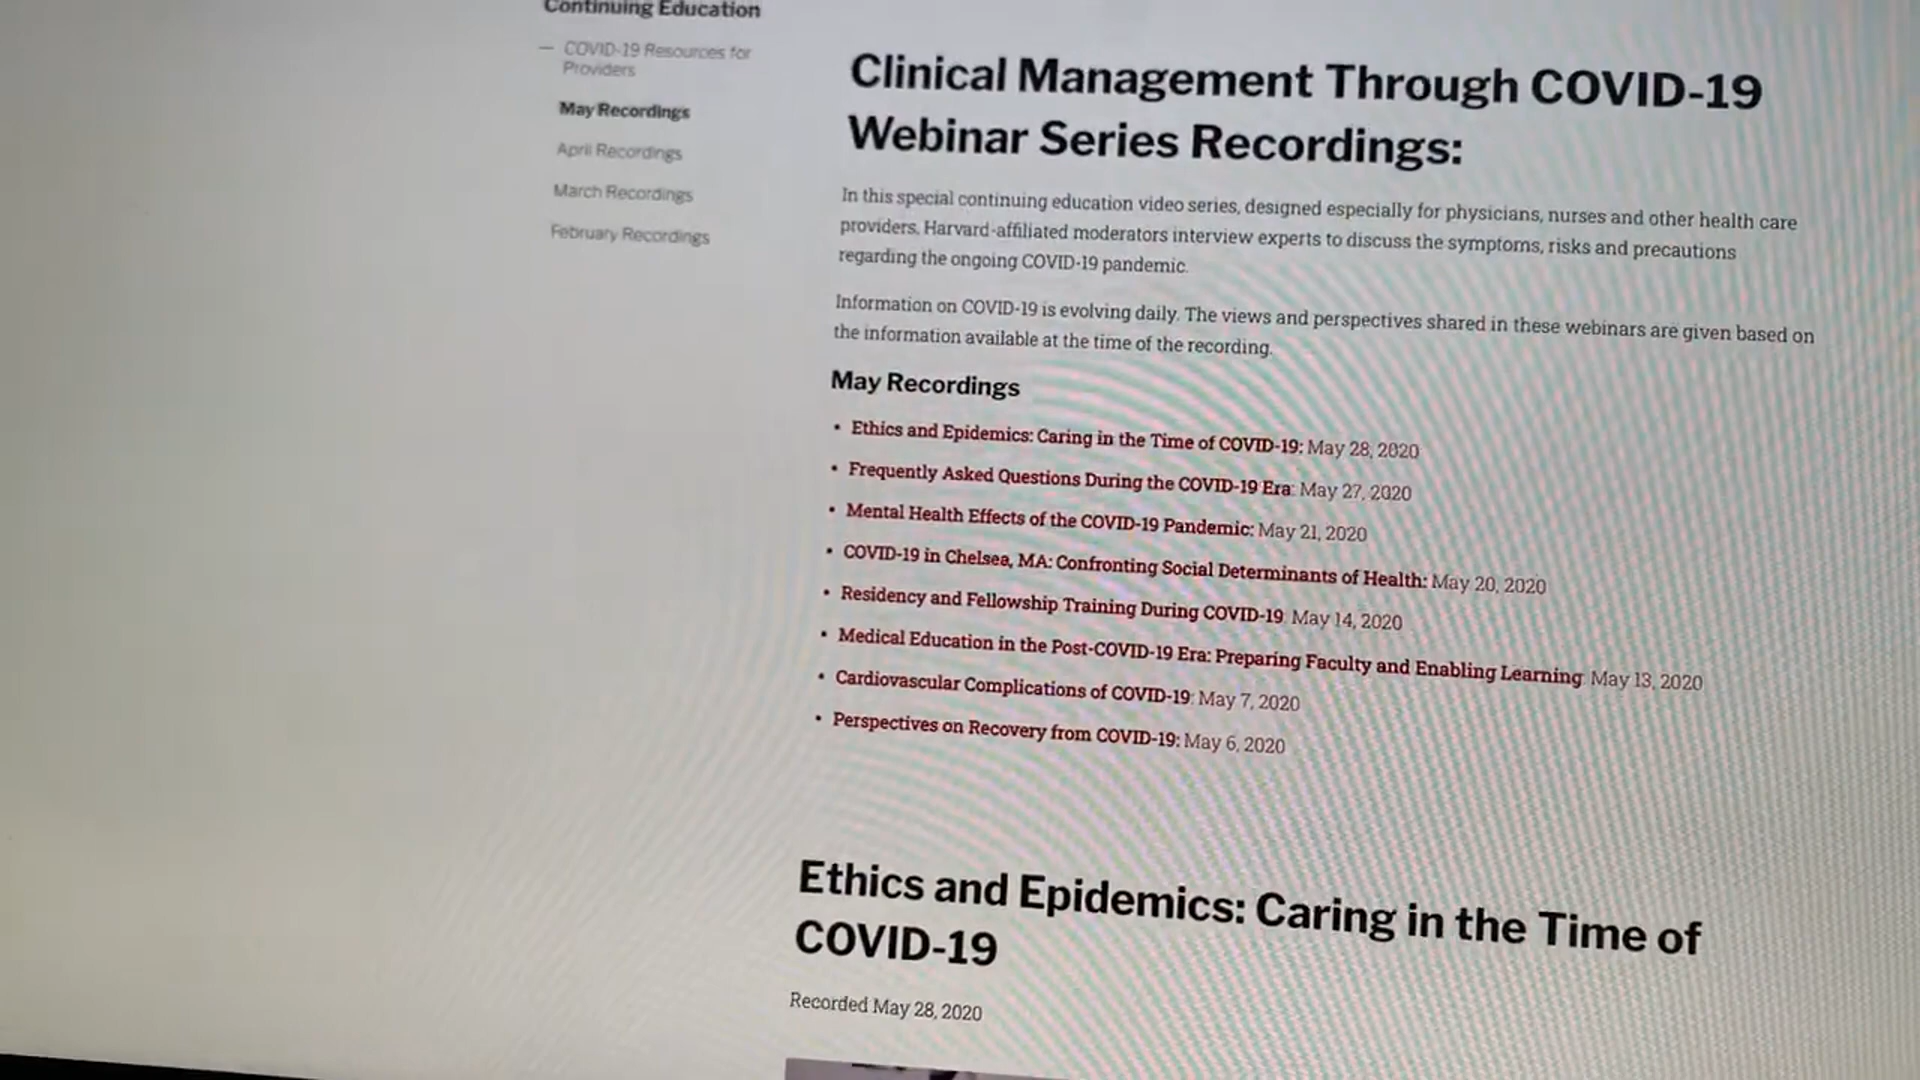 Continuing Education
— COVID-19 Resources for
Providers
May Recordings
April Recordings
March Recordings
February Recordings
Clinical Management Through COVID-19
Webinar Series Recordings:
In this special continuing education video series, designed especially for physicians, nurses and other health care
providers, Harvard-affiliated moderators interview experts to discuss the symptoms, risks and precautions
regarding the ongoing COVID-19 pandemic.
Information on COVID-19 is evolving daily. The views and perspectives shared in these webinars are given based on
the information available at the time of the recording.
May Recordings
• Ethics and Epidemics: Caring in the Time of COVID-19: May 28, 2020
• Frequently Asked Questions During the COVID-19 Era: May 27, 2020
• Mental Health Effects of the COVID-19 Pandemic: May 21, 2020
• COVID-19 in Chelsea, MA: Confronting Social Determinants of Health: May 20, 2020
• Residency and Fellowship Training During COVID-19: May 14, 2020
• Medical Education in the Post-COVID-19 Era: Preparing Faculty and Enabling Learning: May 13, 2020
• Cardiovascular Complications of COVID-19: May 7, 2020
• Perspectives on Recovery from COVID-19: May 6, 2020
Ethics and Epidemics: Caring in the Time of
COVID-19
Recorded May 28, 2020